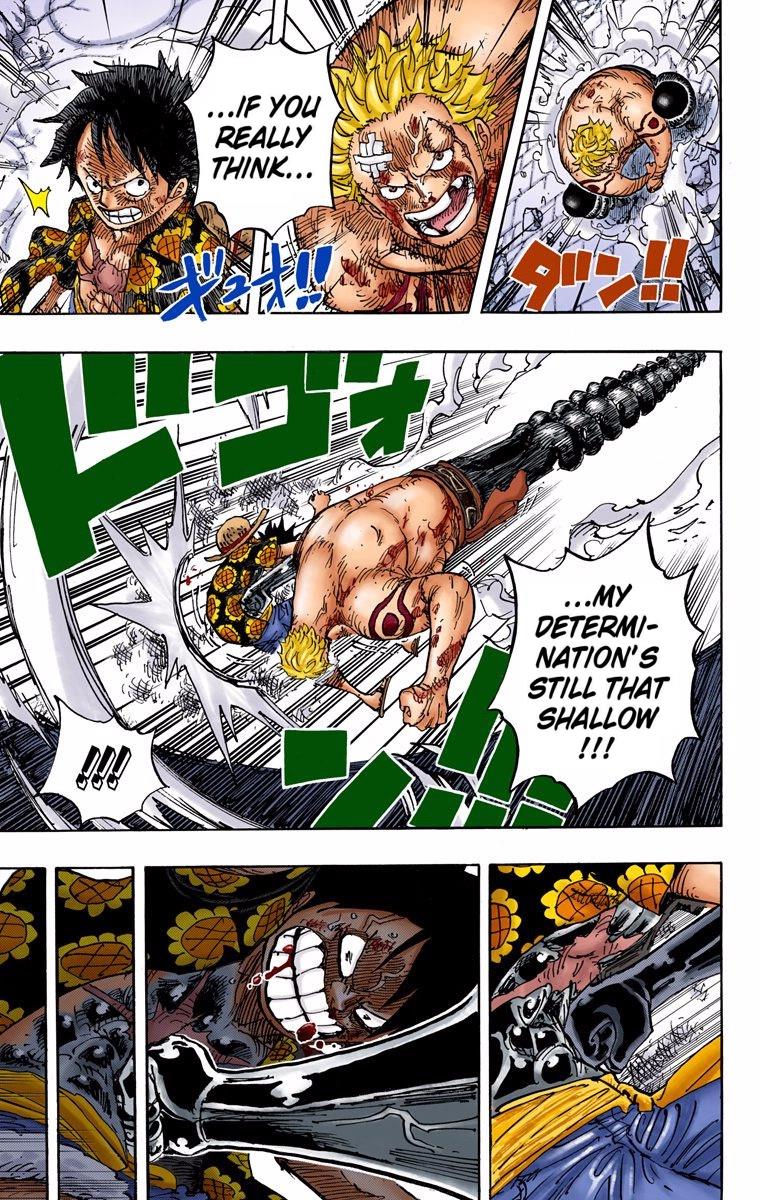 ダン!!
...IF YOU
REALLY
THINK...
ギュオ!!
ドゴォ
ン!!!
...MY
DETERMI-
NATION'S
STILL THAT
SHALLOW
!!!
!!!!